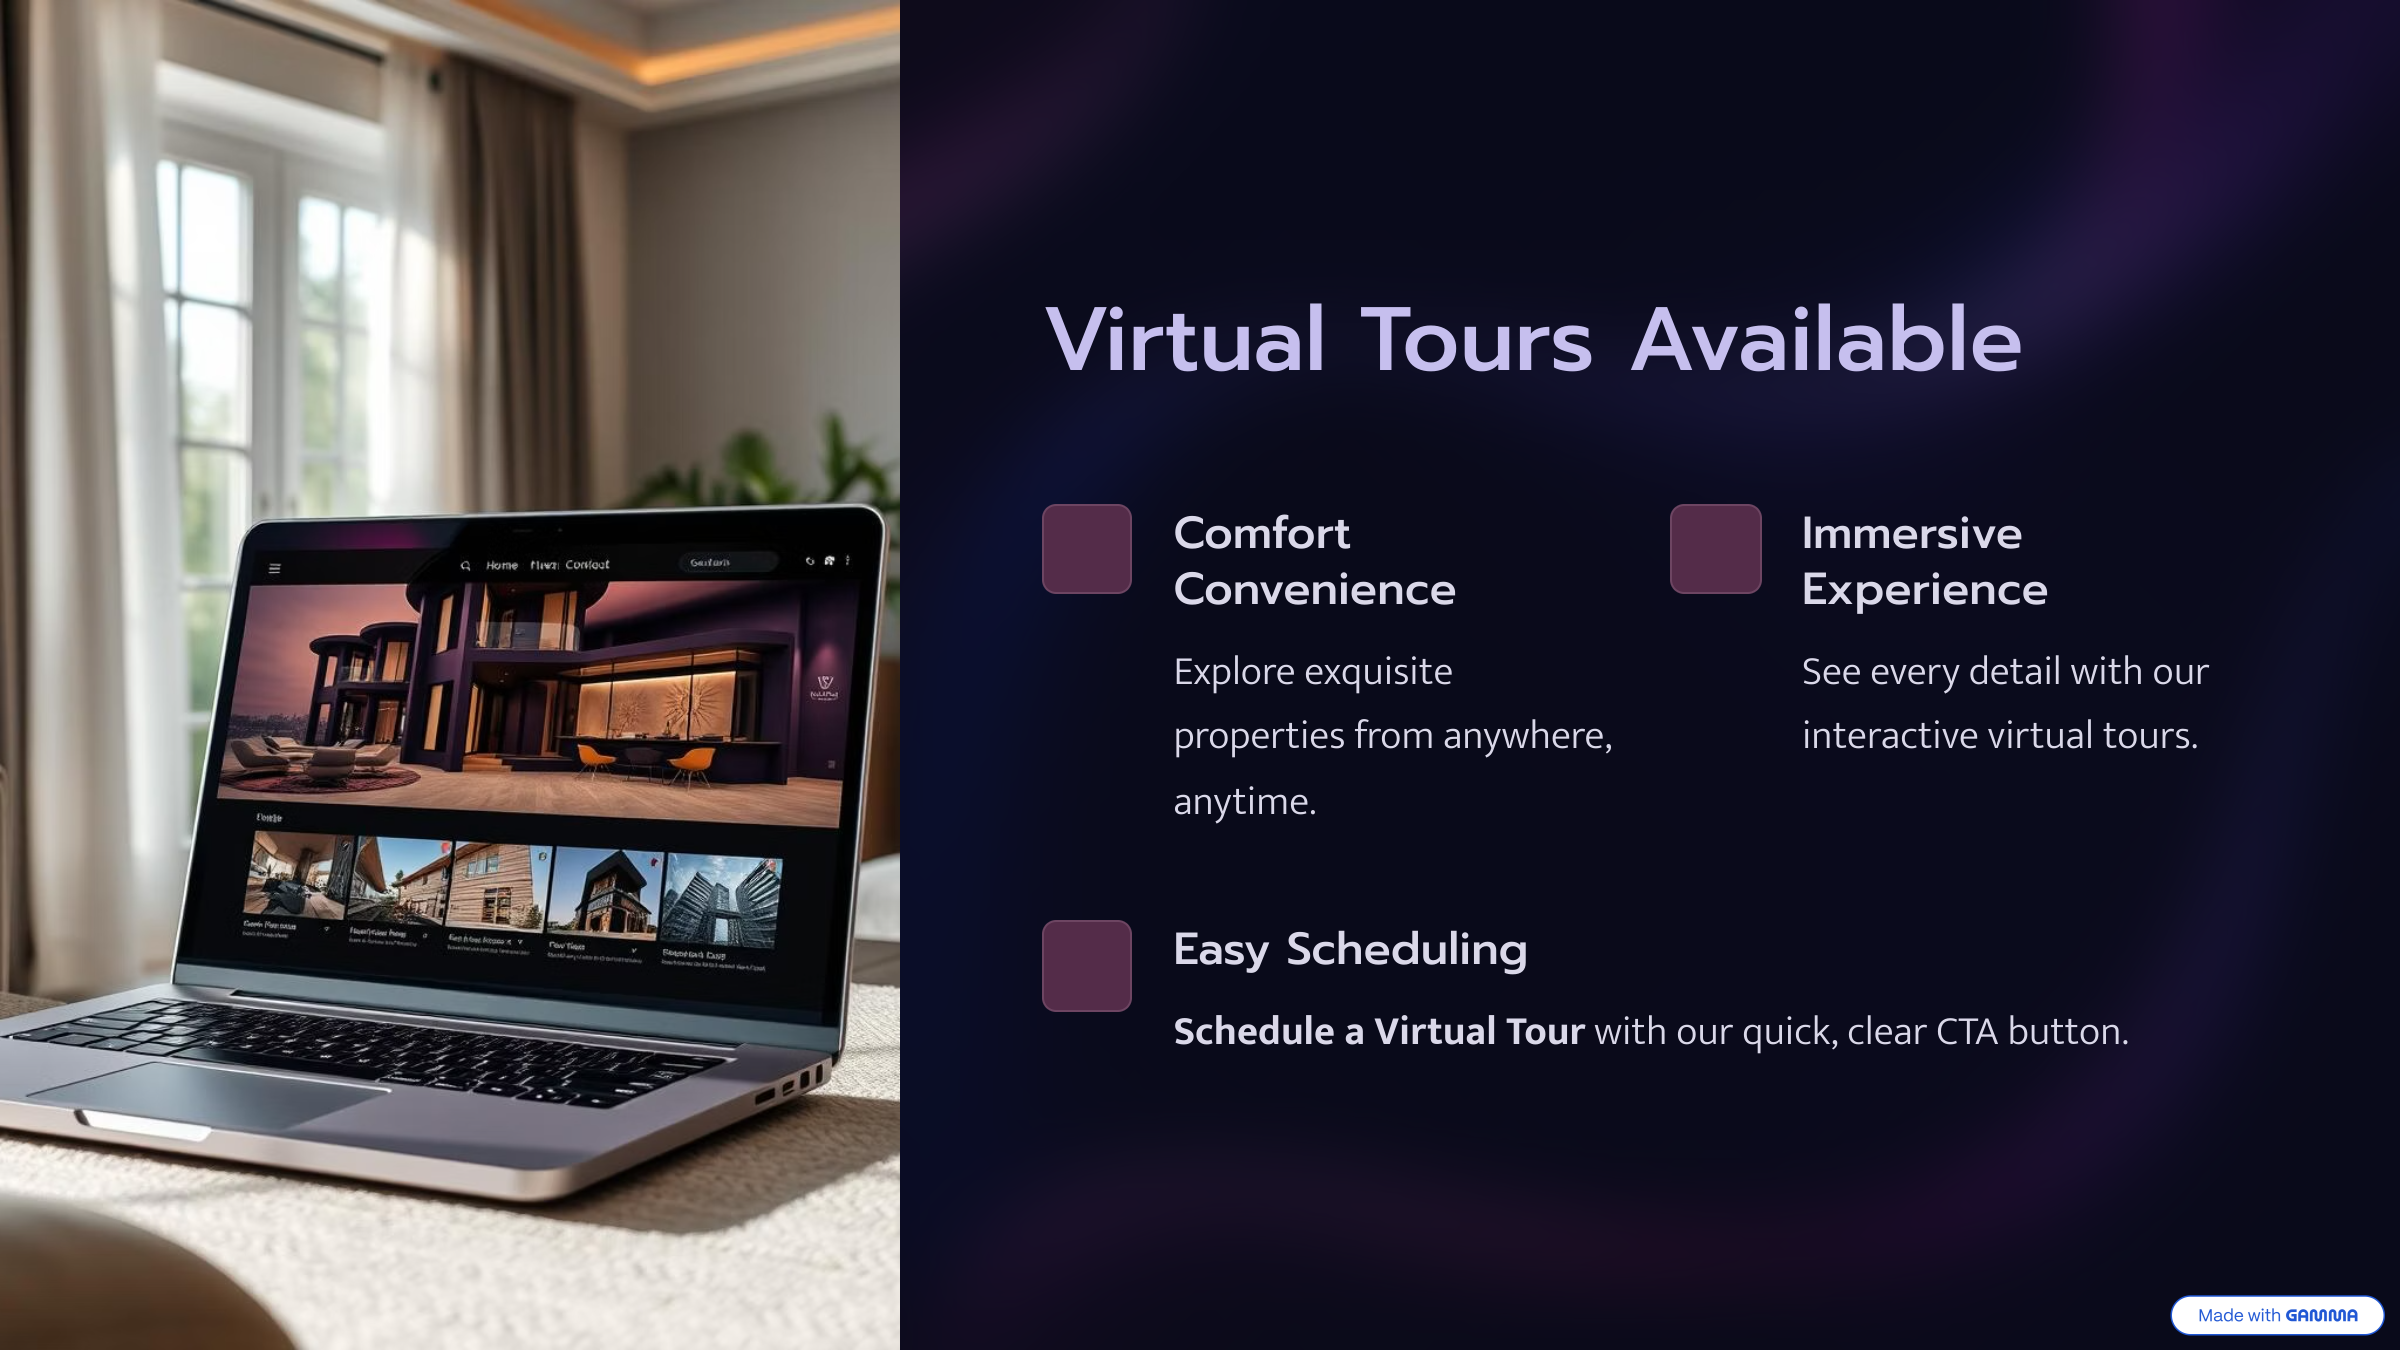 Virtual Tours Available
Comfort
Convenience
Explore exquisite
properties from anywhere,
anytime.
Immersive
Experience
See every detail with our
interactive virtual tours.
Easy Scheduling
Schedule a Virtual Tour with our quick, clear CTA button.
Home Contact
Made with GAMMA